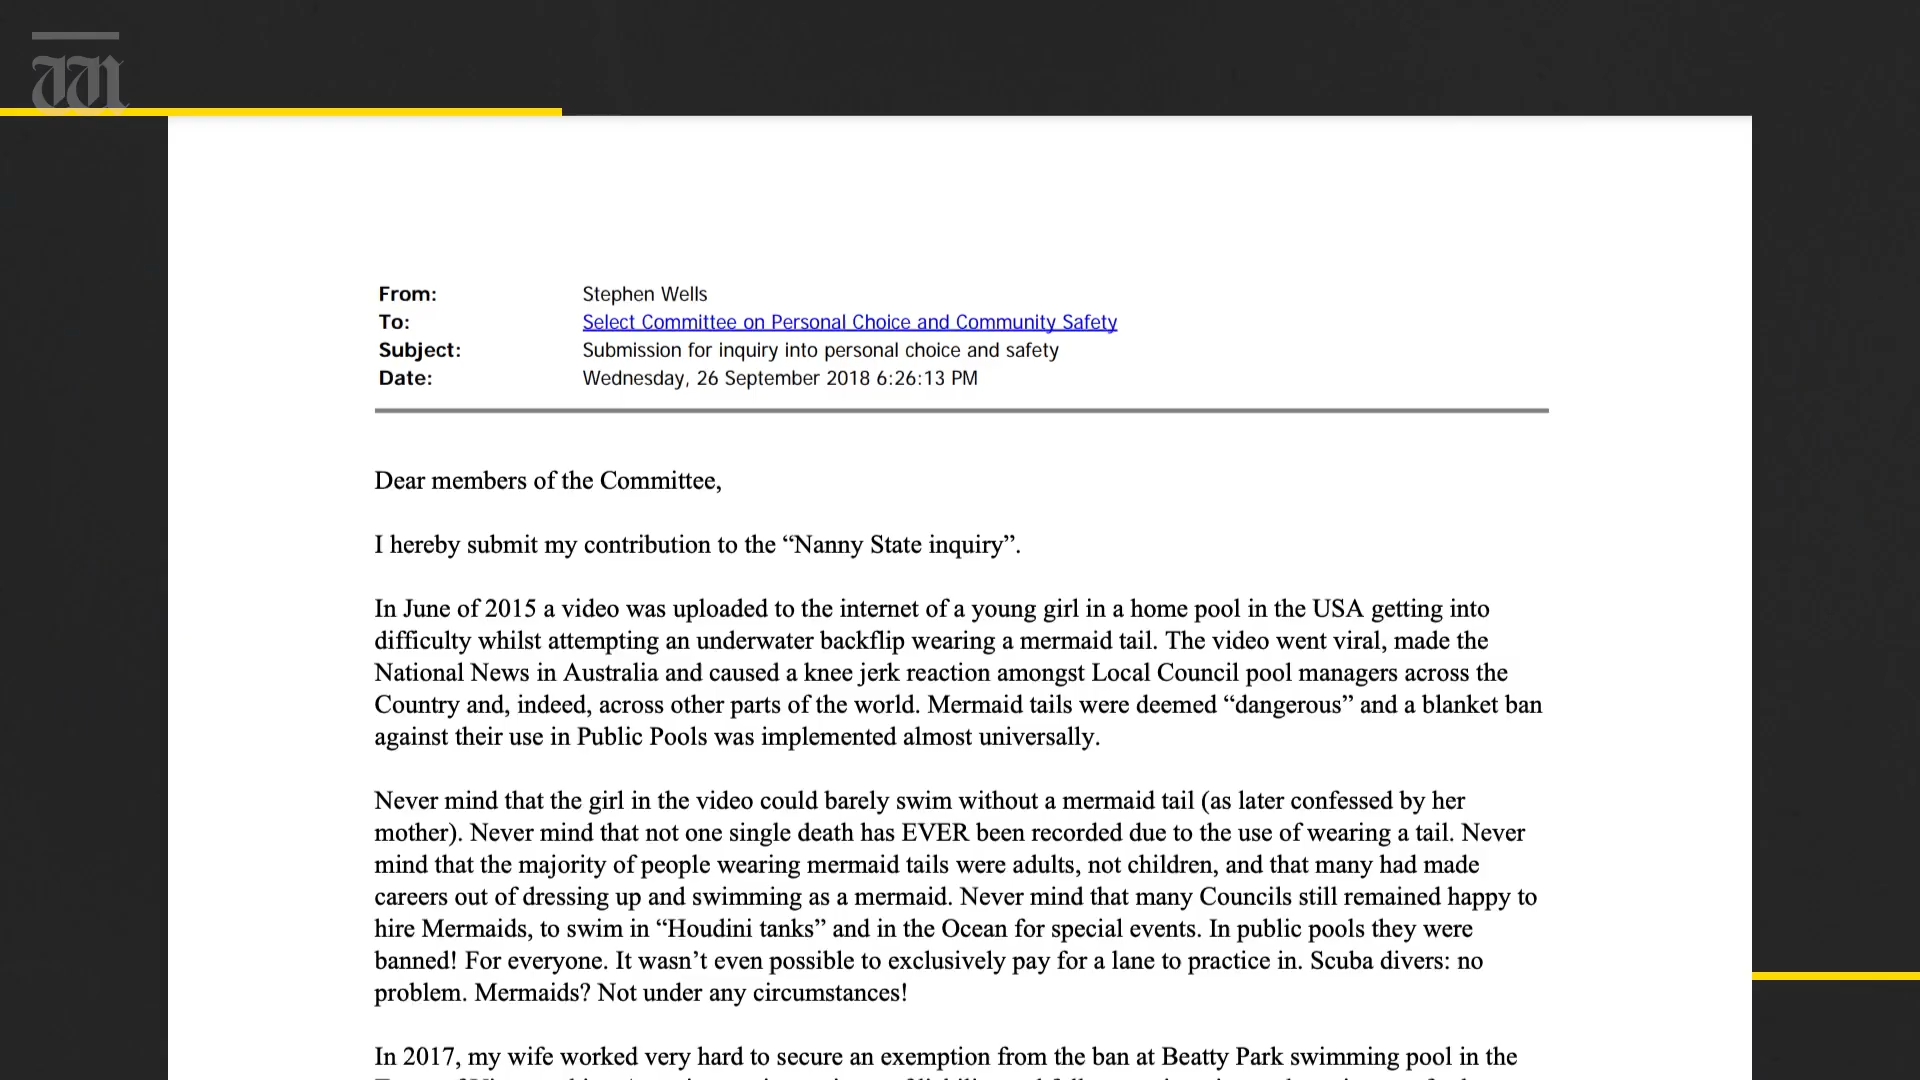 W
From: Stephen Wells
To: Select Committee on Personal Choice and Community Safety
Subject: Submission for inquiry into personal choice and safety
Date: Wednesday, 26 September 2018 6:26:13 PM
Dear members of the Committee,
I hereby submit my contribution to the “Nanny State inquiry”.
In June of 2015 a video was uploaded to the internet of a young girl in a home pool in the USA getting into
difficulty whilst attempting an underwater backflip wearing a mermaid tail. The video went viral, made the
National News in Australia and caused a knee jerk reaction amongst Local Council pool managers across the
Country and, indeed, across other parts of the world. Mermaid tails were deemed “dangerous” and a blanket ban
against their use in Public Pools was implemented almost universally.
Never mind that the girl in the video could barely swim without a mermaid tail (as later confessed by her
mother). Never mind that not one single death has EVER been recorded due to the use of wearing a tail. Never
mind that the majority of people wearing mermaid tails were adults, not children, and that many had made
careers out of dressing up and swimming as a mermaid. Never mind that many Councils still remained happy to
hire Mermaids, to swim in “Houdini tanks” and in the Ocean for special events. In public pools they were
banned! For everyone. It wasn’t even possible to exclusively pay for a lane to practice in. Scuba divers: no
problem. Mermaids? Not under any circumstances!
In 2017, my wife worked very hard to secure an exemption from the ban at Beatty Park swimming pool in the